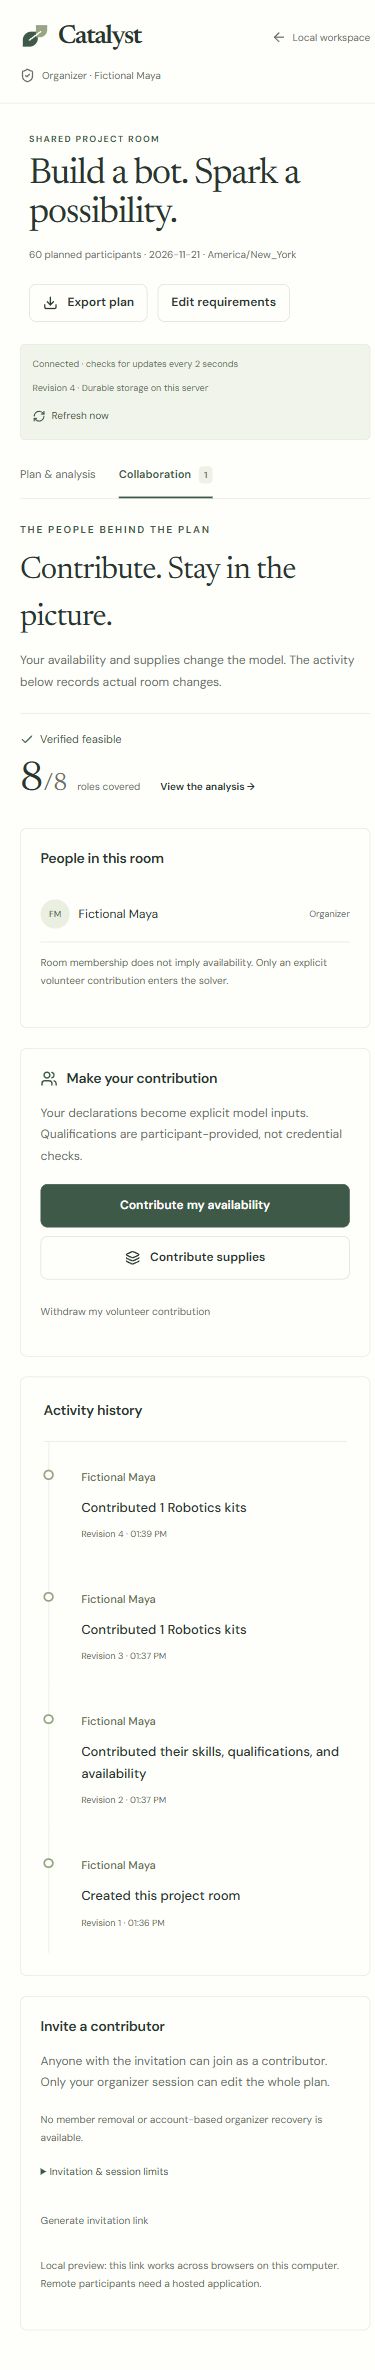 Catalyst
← Local workspace
Organizer · Fictional Maya
SHARED PROJECT ROOM
Build a bot. Spark a
possibility.
60 planned participants · 2026-11-21 · America/New_York
Export plan
Edit requirements
Connected · checks for updates every 2 seconds
Revision 4 · Durable storage on this server
Refresh now
Plan & analysis
Collaboration 1
THE PEOPLE BEHIND THE PLAN
Contribute. Stay in the
picture.
Your availability and supplies change the model. The activity
below records actual room changes.
Verified feasible
8/8 roles covered
View the analysis →
People in this room
FM Fictional Maya Organizer
Room membership does not imply availability. Only an explicit
volunteer contribution enters the solver.
Make your contribution
Your declarations become explicit model inputs.
Qualifications are participant-provided, not credential
checks.
Contribute my availability
Contribute supplies
Withdraw my volunteer contribution
Activity history
Fictional Maya
Contributed 1 Robotics kits
Revision 4 · 01:39 PM
Fictional Maya
Contributed 1 Robotics kits
Revision 3 · 01:37 PM
Fictional Maya
Contributed their skills, qualifications, and
availability
Revision 2 · 01:37 PM
Fictional Maya
Created this project room
Revision 1 · 01:36 PM
Invite a contributor
Anyone with the invitation can join as a contributor.
Only your organizer session can edit the whole plan.
No member removal or account-based organizer recovery is
available.
▶ Invitation & session limits
Generate invitation link
Local preview: this link works across browsers on this computer.
Remote participants need a hosted application.